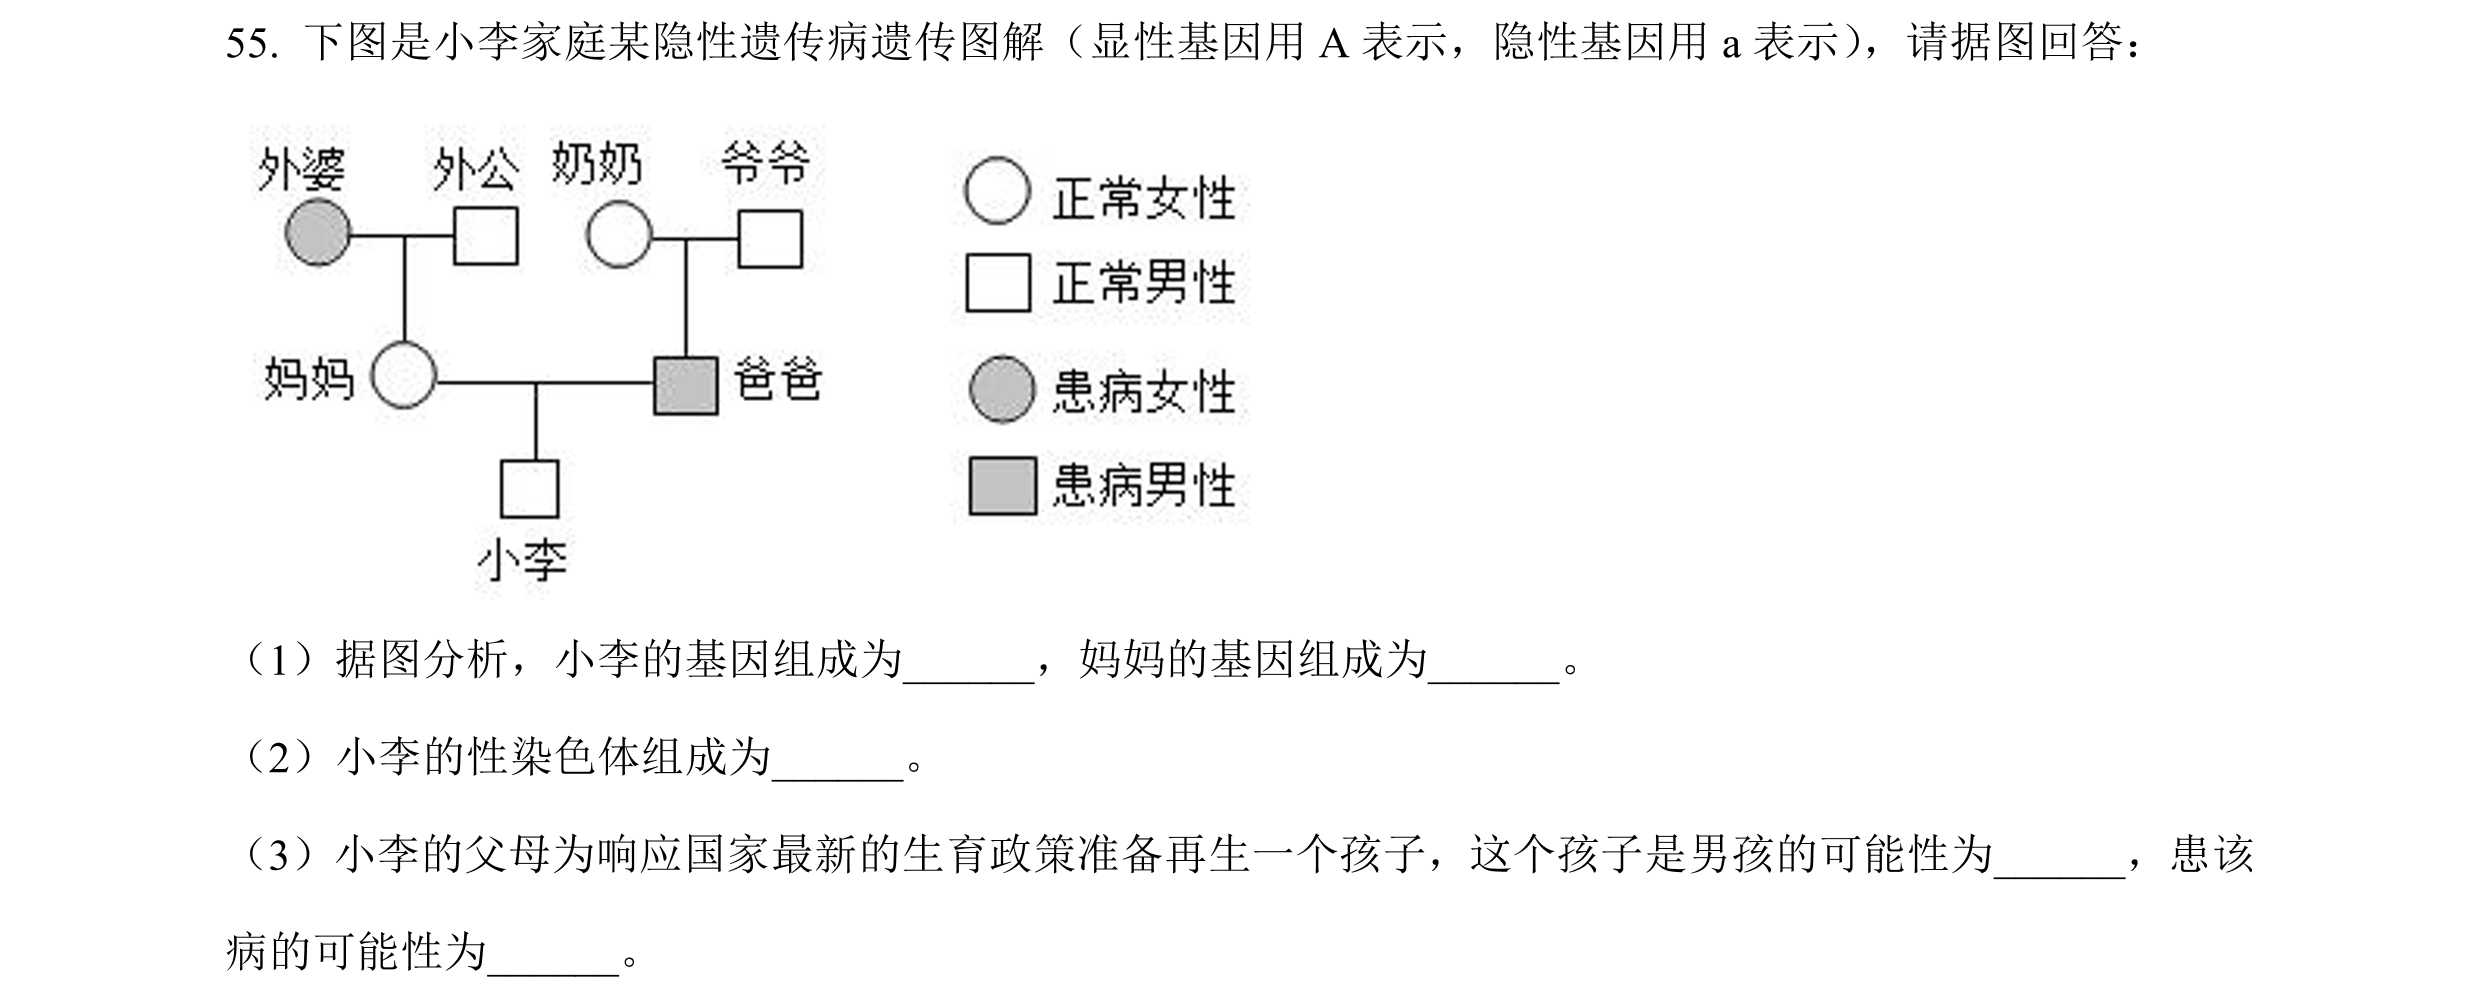 55. 下图是小李家庭某隐性遗传病遗传图解（显性基因用 A 表示，隐性基因用 a 表示），请据图回答：
外婆 外公 奶奶 爷爷
正常女性
正常男性
妈妈 爸爸
患病女性
患病男性
小李
（1）据图分析，小李的基因组成为______，妈妈的基因组成为______。
（2）小李的性染色体组成为______。
（3）小李的父母为响应国家最新的生育政策准备再生一个孩子，这个孩子是男孩的可能性为______，患该
病的可能性为______。